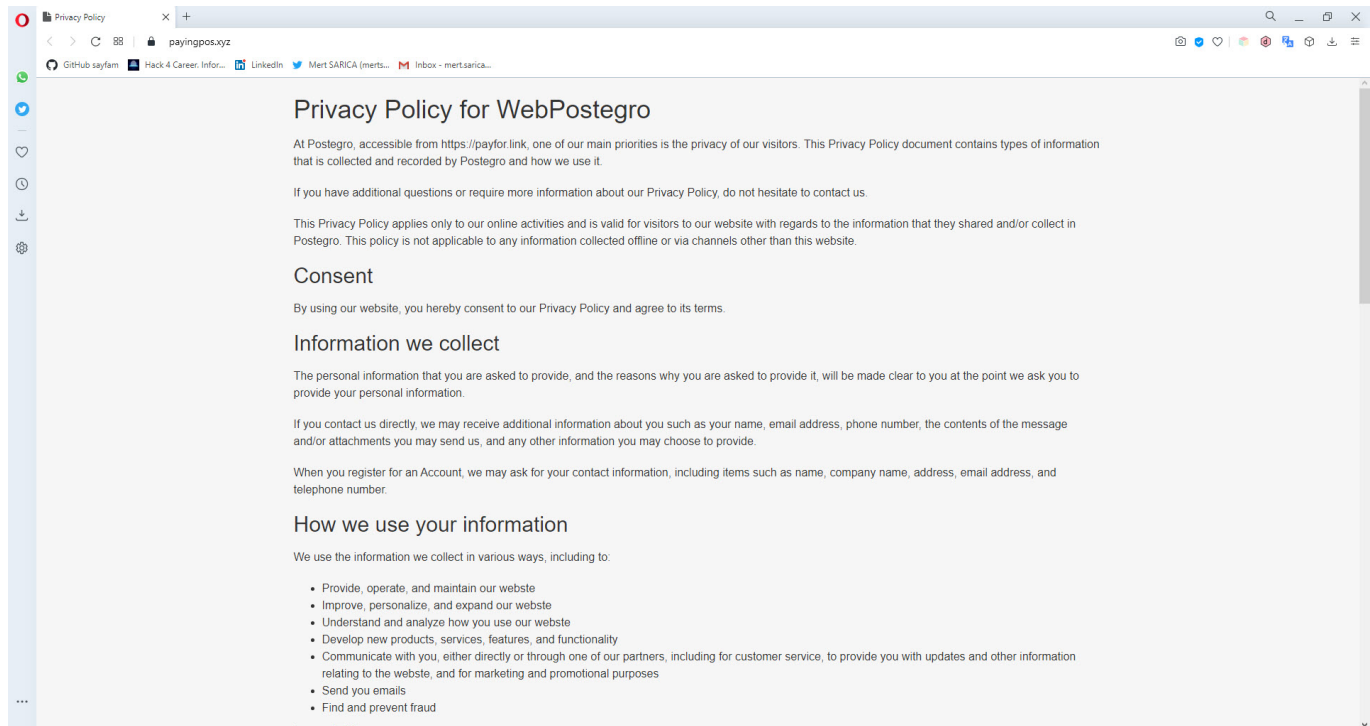 Privacy Policy
payingpos.xyz
GitHub sayfam
Hack 4 Career. Infor...
LinkedIn
Mert SARICA (merts...
Inbox - mert.sarica...
Privacy Policy for WebPostegro
At Postegro, accessible from https://payfor.link, one of our main priorities is the privacy of our visitors. This Privacy Policy document contains types of information
that is collected and recorded by Postegro and how we use it.
If you have additional questions or require more information about our Privacy Policy, do not hesitate to contact us.
This Privacy Policy applies only to our online activities and is valid for visitors to our website with regards to the information that they shared and/or collect in
Postegro. This policy is not applicable to any information collected offline or via channels other than this website.
Consent
By using our website, you hereby consent to our Privacy Policy and agree to its terms.
Information we collect
The personal information that you are asked to provide, and the reasons why you are asked to provide it, will be made clear to you at the point we ask you to
provide your personal information.
If you contact us directly, we may receive additional information about you such as your name, email address, phone number, the contents of the message
and/or attachments you may send us, and any other information you may choose to provide.
When you register for an Account, we may ask for your contact information, including items such as name, company name, address, email address, and
telephone number.
How we use your information
We use the information we collect in various ways, including to:
• Provide, operate, and maintain our webste
• Improve, personalize, and expand our webste
• Understand and analyze how you use our webste
• Develop new products, services, features, and functionality
• Communicate with you, either directly or through one of our partners, including for customer service, to provide you with updates and other information
relating to the webste, and for marketing and promotional purposes
• Send you emails
• Find and prevent fraud